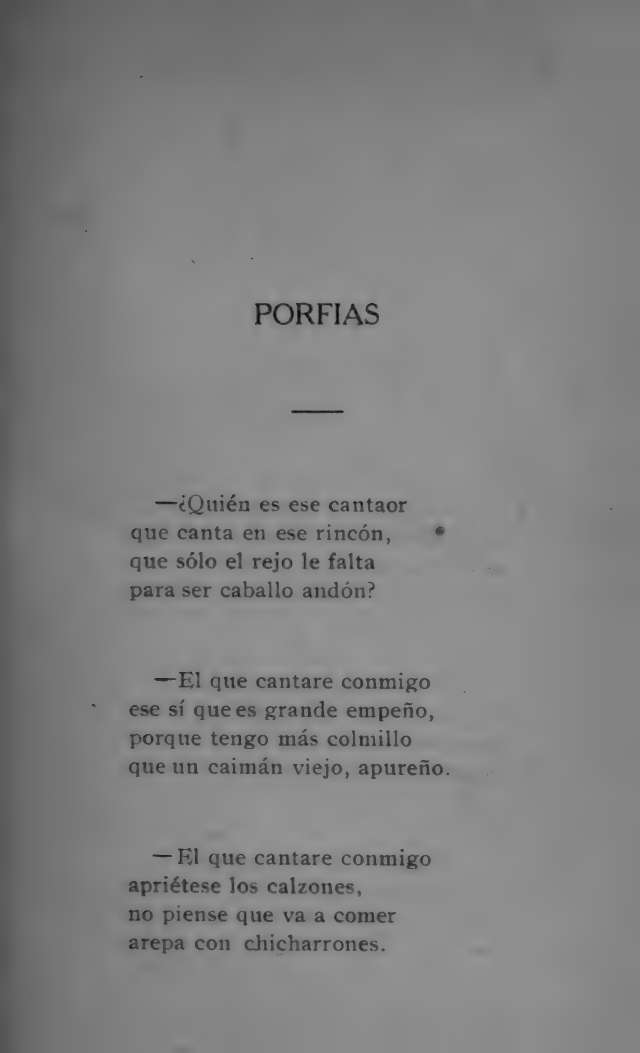 PORFIAS
—¿Quién es ese cantaor
que canta en ese rincón,
que sólo el rejo le falta
para ser caballo andón?
—El que cantare conmigo
ese sí que es grande empeño,
porque tengo más colmillo
que un caimán viejo, apureño.
—El que cantare conmigo
apriétese los calzones,
no piense que va a comer
arepa con chicharrones.